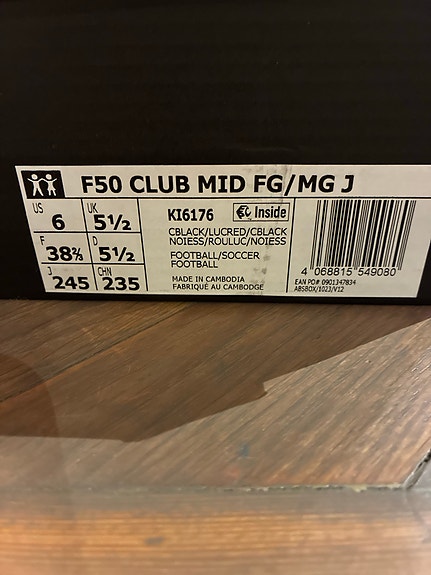 F50 CLUB MID FG/MG J
US 6 UK 5½
F 38⅔ D 5½
J 245 CHN 235
KI6176 Inside
CBLACK/LUCRED/CBLACK
NOIESS/ROULUC/NOIESS
FOOTBALL/SOCCER
FOOTBALL
MADE IN CAMBODIA
FABRIQUÉ AU CAMBODGE
4 068815 549080
EAN PO# 0901347834
ABSBOX/1023/V12